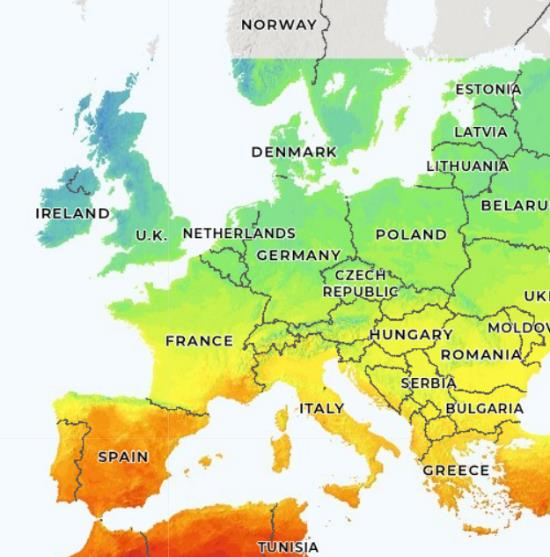 NORWAY
ESTONIA
LATVIA
DENMARK
LITHUANIA
IRELAND
BELARU
U.K.
NETHERLANDS
POLAND
GERMANY
CZECH
REPUBLIC
UKI
MOLDOV
FRANCE
HUNGARY
ROMANIA
SERBIA
ITALY
BULGARIA
SPAIN
GREECE
TUNISIA